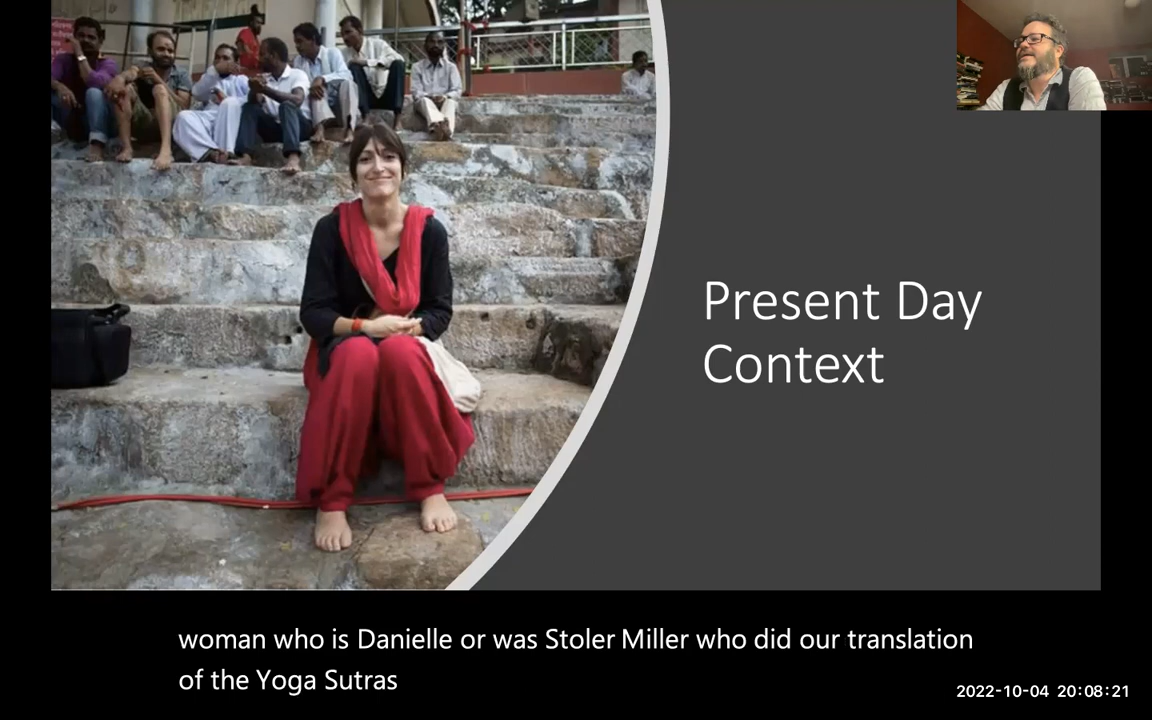 Present Day
Context
woman who is Danielle or was Stoler Miller who did our translation
of the Yoga Sutras
2022-10-04 20:08:21